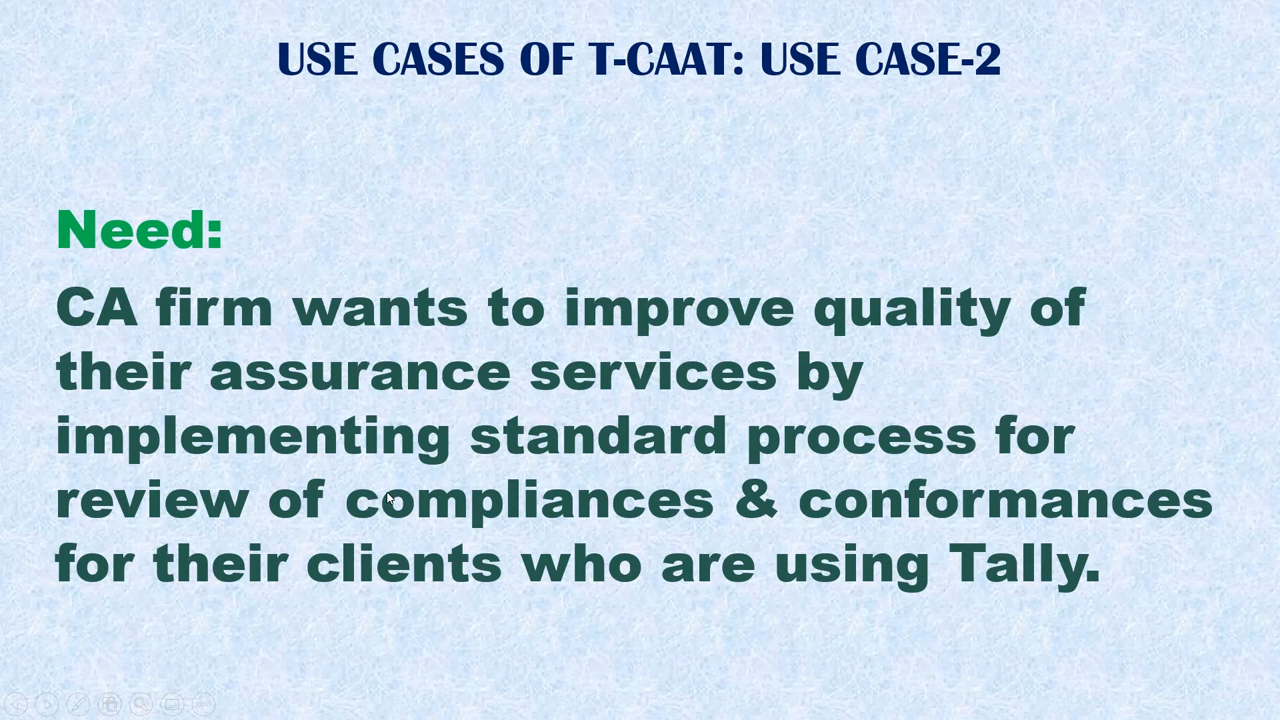 USE CASES OF T-CAAT: USE CASE-2
Need:
CA firm wants to improve quality of
their assurance services by
implementing standard process for
review of compliances & conformances
for their clients who are using Tally.